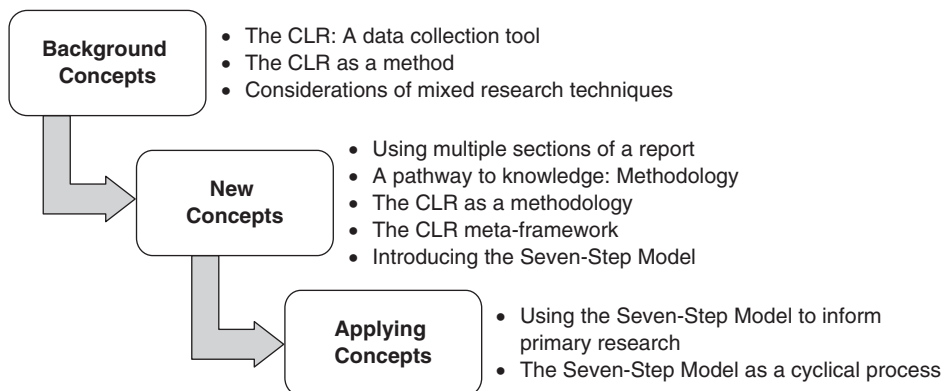 Background
Concepts
• The CLR: A data collection tool
• The CLR as a method
• Considerations of mixed research techniques
New
Concepts
• Using multiple sections of a report
• A pathway to knowledge: Methodology
• The CLR as a methodology
• The CLR meta-framework
• Introducing the Seven-Step Model
Applying
Concepts
• Using the Seven-Step Model to inform
primary research
• The Seven-Step Model as a cyclical process